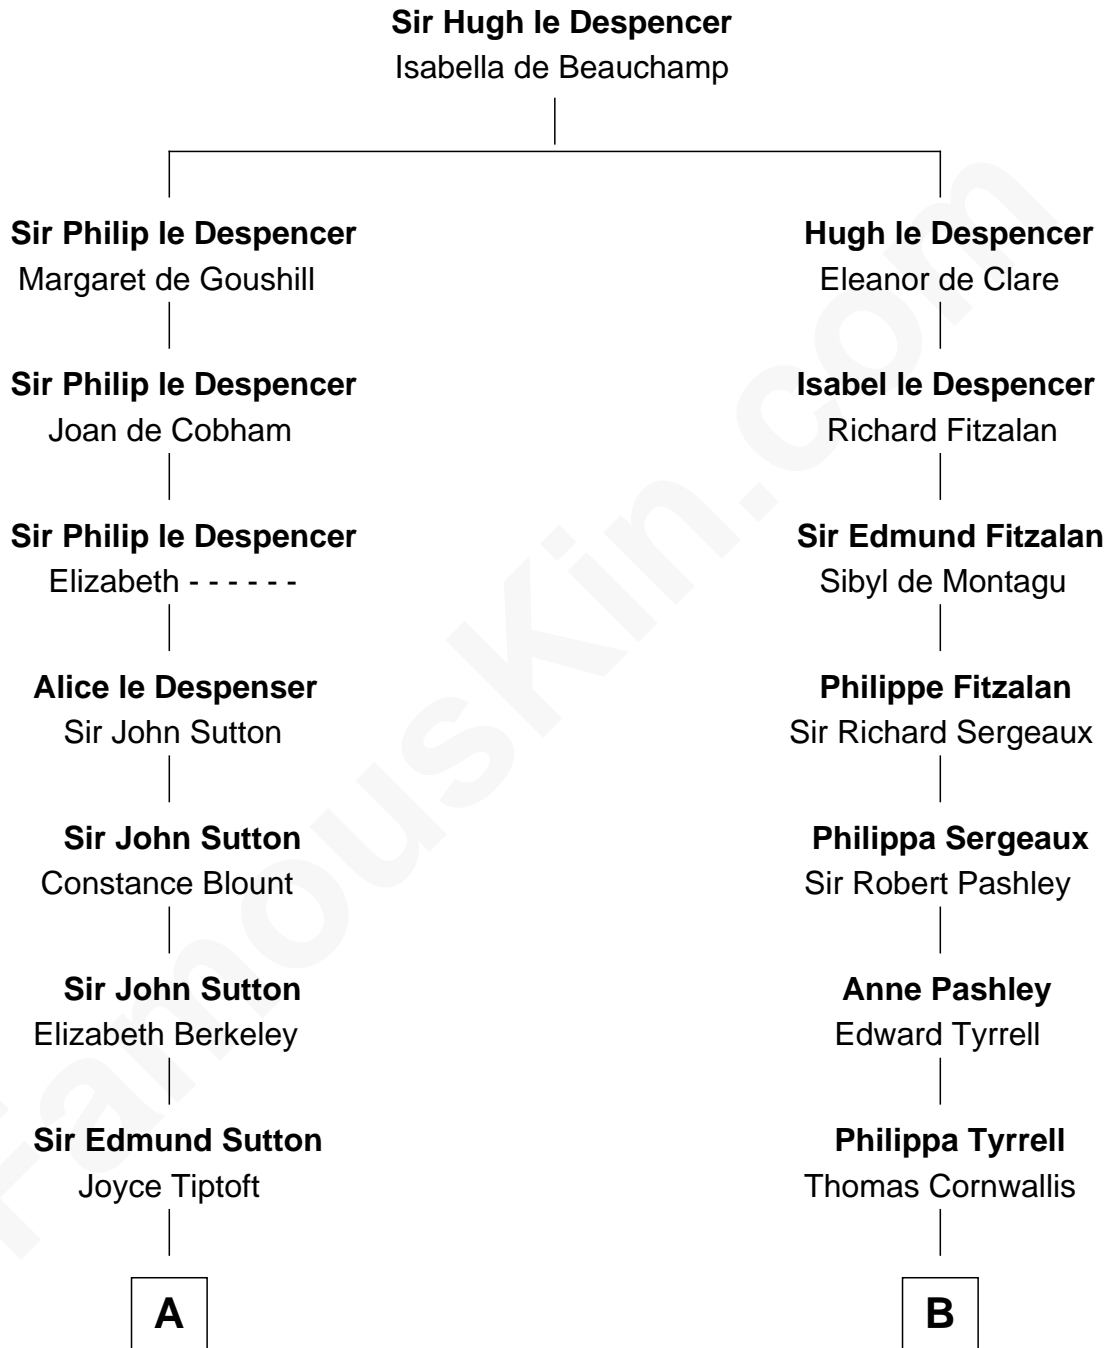 Sir Hugh le Despencer
Isabella de Beauchamp
Sir Philip le Despencer
Margaret de Goushill
Hugh le Despencer
Eleanor de Clare
Sir Philip le Despencer
Joan de Cobham
Isabel le Despencer
Richard Fitzalan
Sir Philip le Despencer
Elizabeth - - - - - -
Sir Edmund Fitzalan
Sibyl de Montagu
Alice le Despenser
Sir John Sutton
Philippe Fitzalan
Sir Richard Sergeaux
Sir John Sutton
Constance Blount
Philippa Sergeaux
Sir Robert Pashley
Sir John Sutton
Elizabeth Berkeley
Anne Pashley
Edward Tyrrell
Sir Edmund Sutton
Joyce Tiptoft
Philippa Tyrrell
Thomas Cornwallis
A
B
FamousKin.com